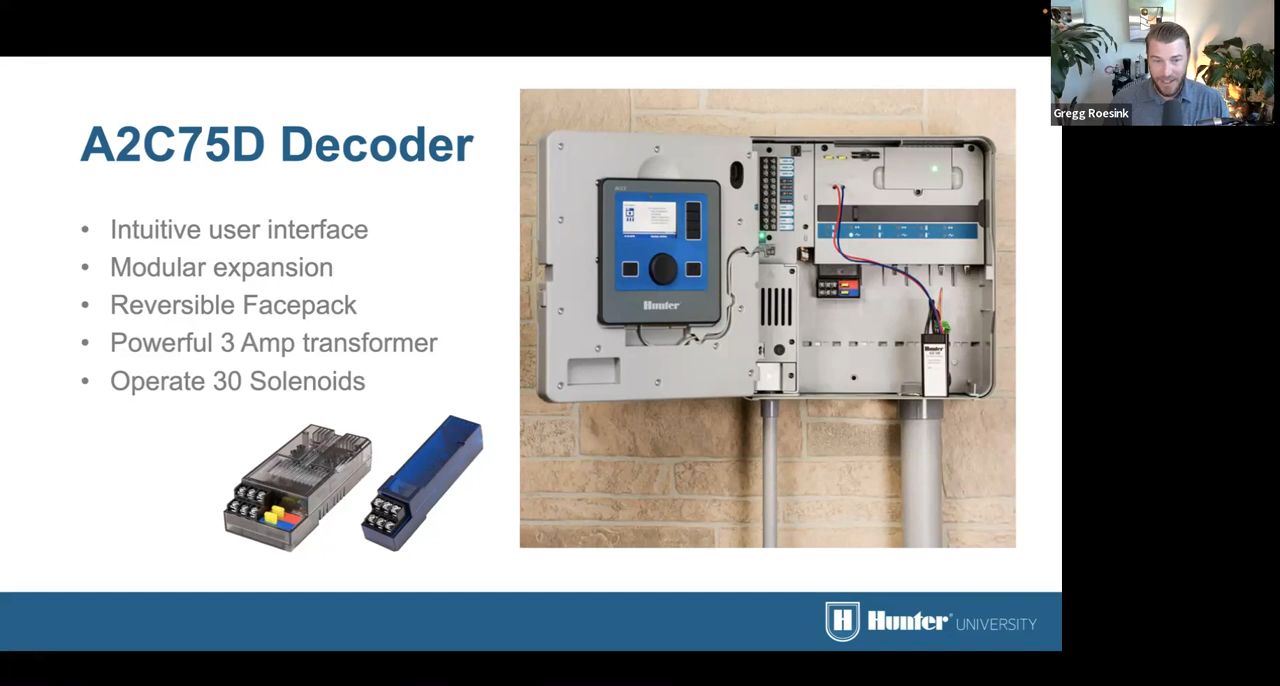 Gregg Roesink
A2C75D Decoder
• Intuitive user interface
• Modular expansion
• Reversible Facepack
• Powerful 3 Amp transformer
• Operate 30 Solenoids
Hunter
Hunter
H Hunter® UNIVERSITY